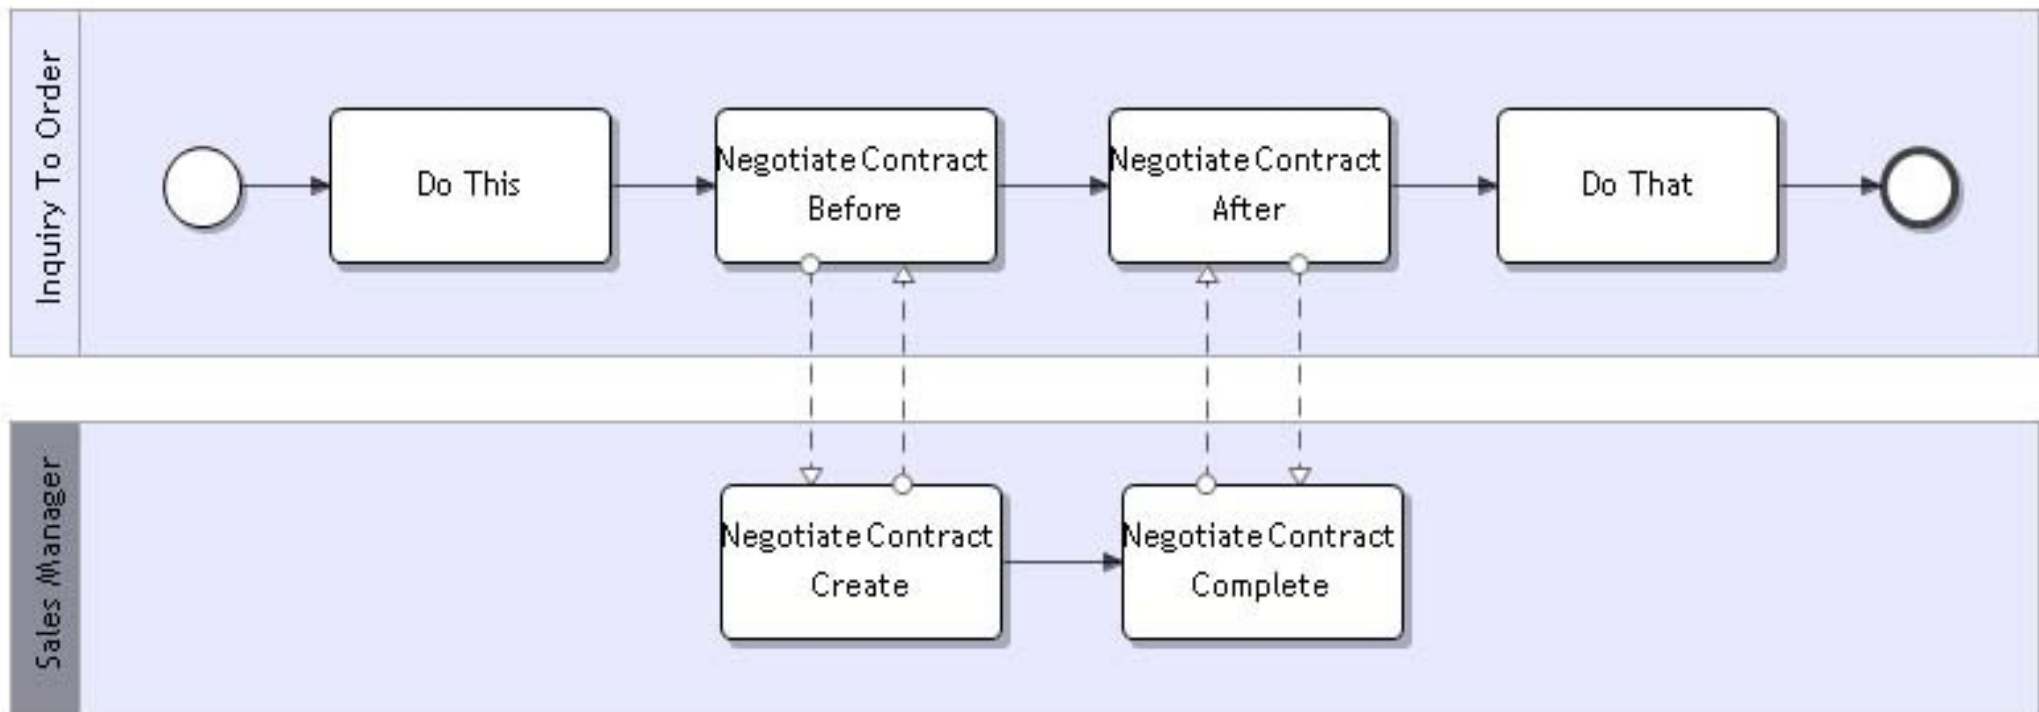 Inquiry To Order
Do This
Negotiate Contract
Before
Negotiate Contract
After
Do That
Sales Manager
Negotiate Contract
Create
Negotiate Contract
Complete